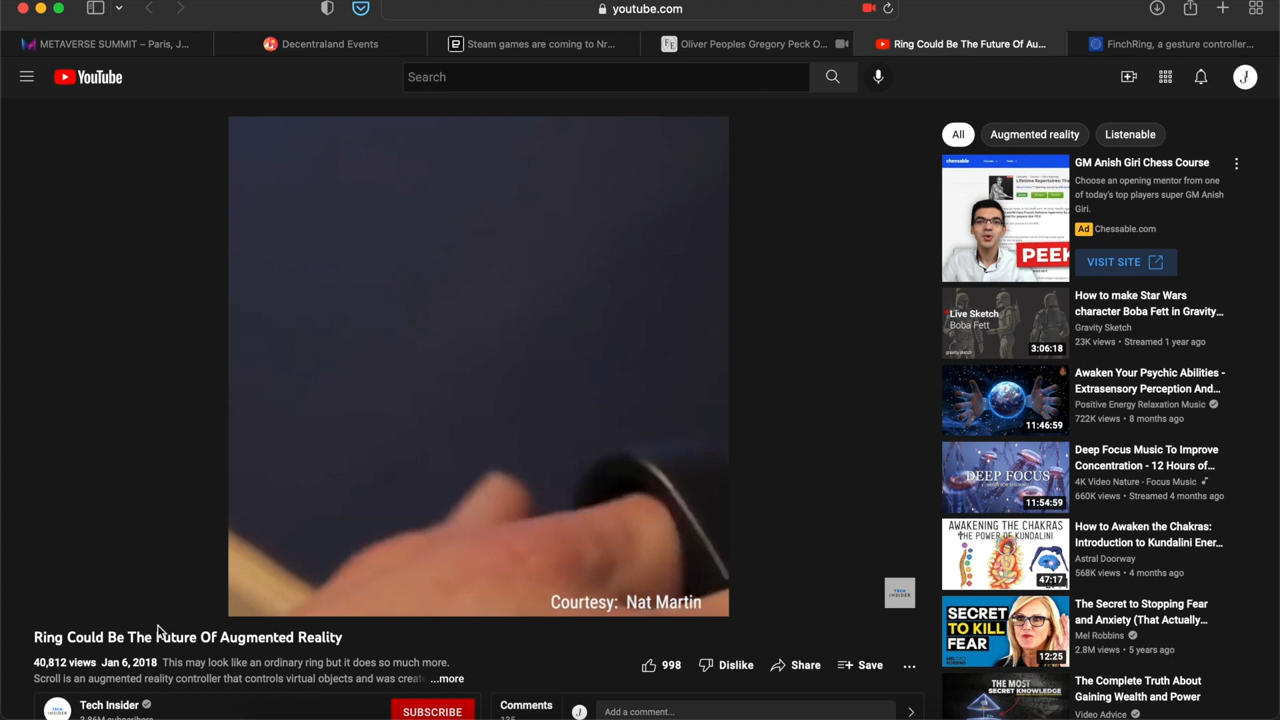 youtube.com
METAVERSE SUMMIT – Paris, J...
Decentraland Events
Steam games are coming to Nr...
Oliver Peoples Gregory Peck O...
Ring Could Be The Future Of Au...
FinchRing, a gesture controller...
YouTube
Search
J
All
Augmented reality
Listenable
GM Anish Giri Chess Course
Choose an opening mentor from one
of today's top players super GM Anish
Giri.
Ad Chessable.com
VISIT SITE
chessable
PEEK
How to make Star Wars
character Boba Fett in Gravity...
Gravity Sketch
23K views • Streamed 1 year ago
Live Sketch
Boba Fett
gravity sketch
3:06:18
Awaken Your Psychic Abilities -
Extrasensory Perception And...
Positive Energy Relaxation Music
722K views • 8 months ago
11:46:59
Deep Focus Music To Improve
Concentration - 12 Hours of...
4K Video Nature - Focus Music
660K views • Streamed 4 months ago
DEEP FOCUS
11:54:59
How to Awaken the Chakras:
Introduction to Kundalini Ener...
Astral Doorway
568K views • 4 months ago
AWAKENING THE CHAKRAS
THE POWER OF KUNDALINI
47:17
The Secret to Stopping Fear
and Anxiety (That Actually...
Mel Robbins
2.8M views • 5 years ago
SECRET
TO KILL
FEAR
12:25
The Complete Truth About
Gaining Wealth and Power
Video Advice
THE MOST
SECRET KNOWLEDGE
Courtesy: Nat Martin
TECH
INSIDER
Ring Could Be The Future Of Augmented Reality
40,812 views Jan 6, 2018 This may look like an ordinary ring but it does so much more.
Scroll is an augmented reality controller that controls virtual objects and was create ...more
998
Dislike
Share
Save
TECH
INSIDER
Tech Insider
SUBSCRIBE
Comments
J
Add a comment...